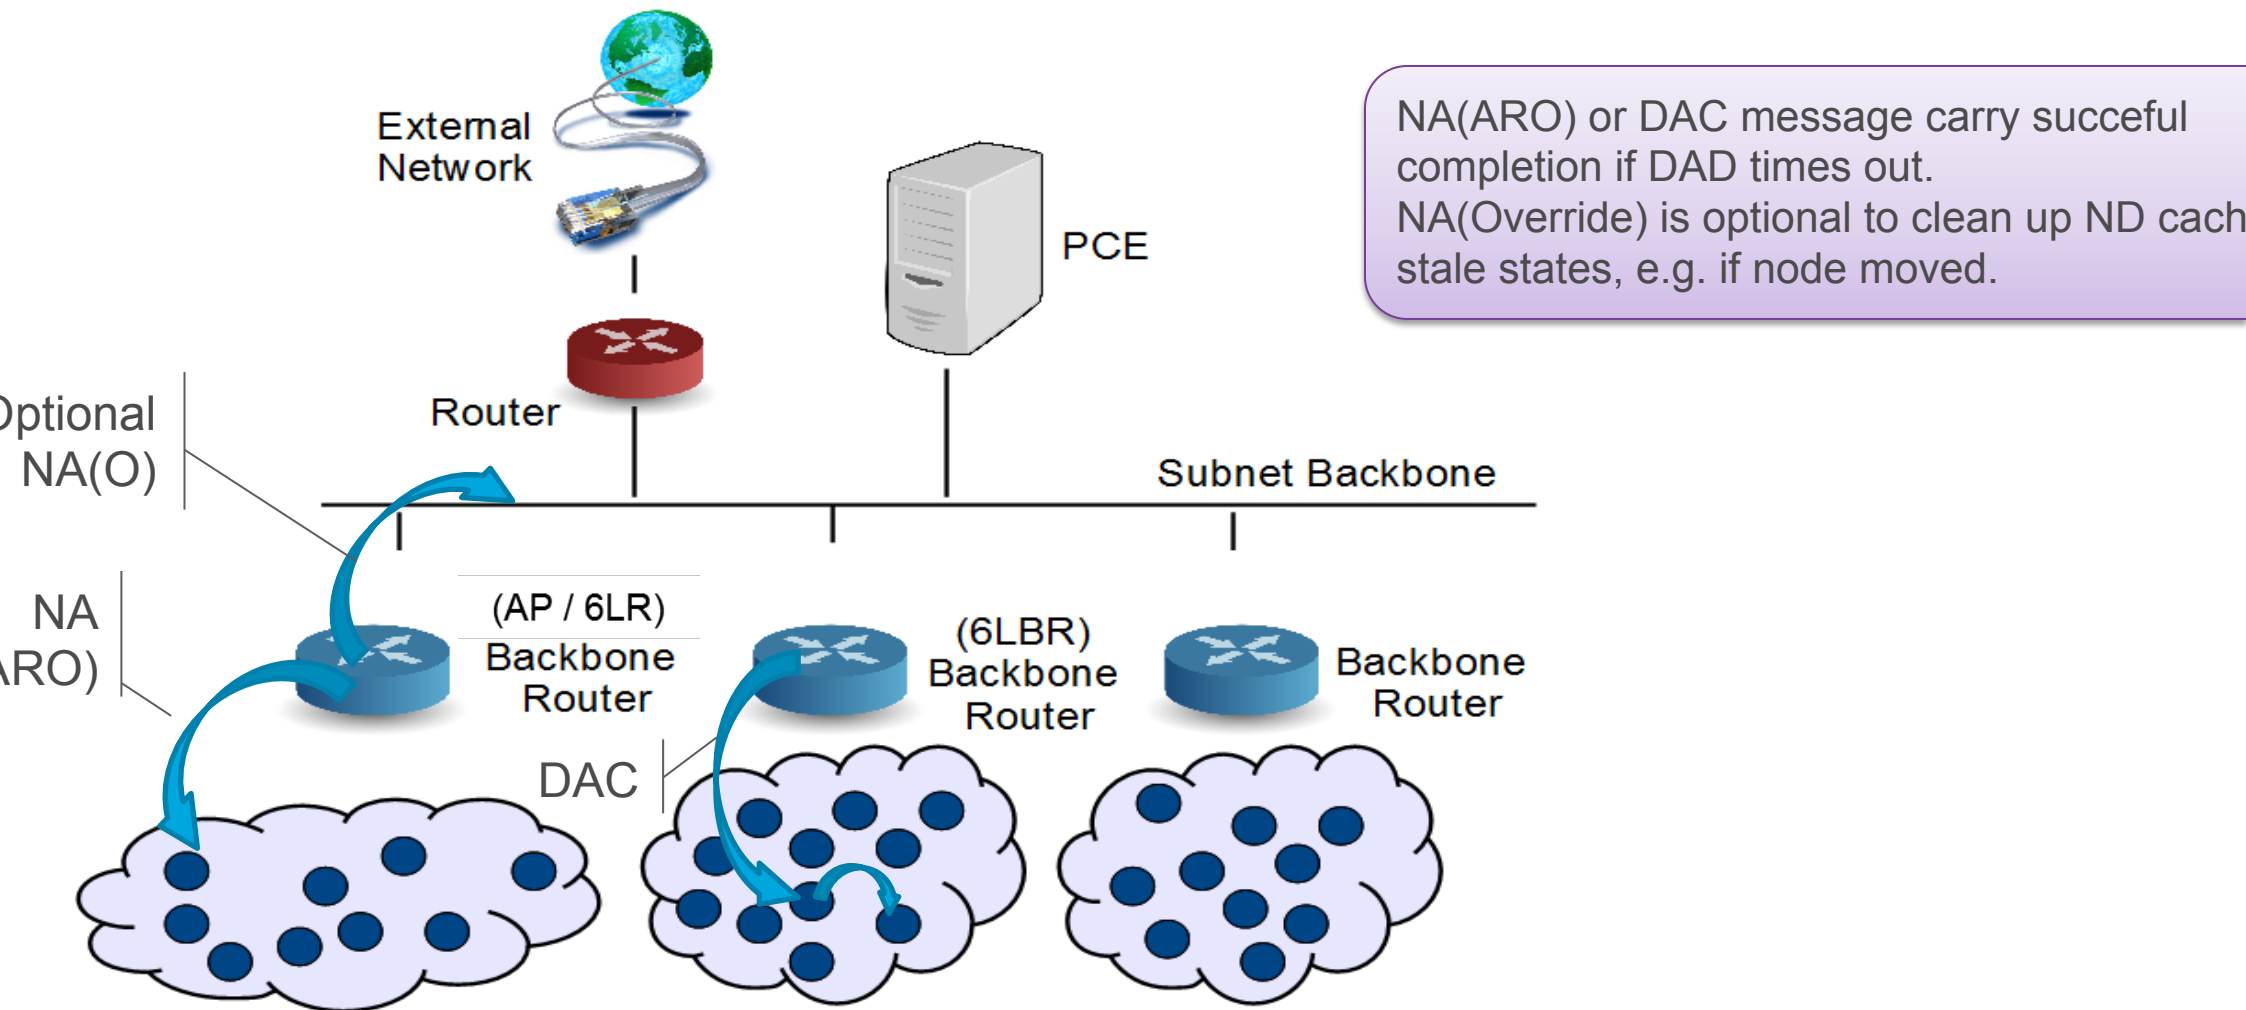 External
Network
PCE
NA(ARO) or DAC message carry succeful
completion if DAD times out.
NA(Override) is optional to clean up ND cach
stale states, e.g. if node moved.
Router
Optional
NA(O)
Subnet Backbone
NA
ARO)
(AP / 6LR)
Backbone
Router
(6LBR)
Backbone
Router
Backbone
Router
DAC